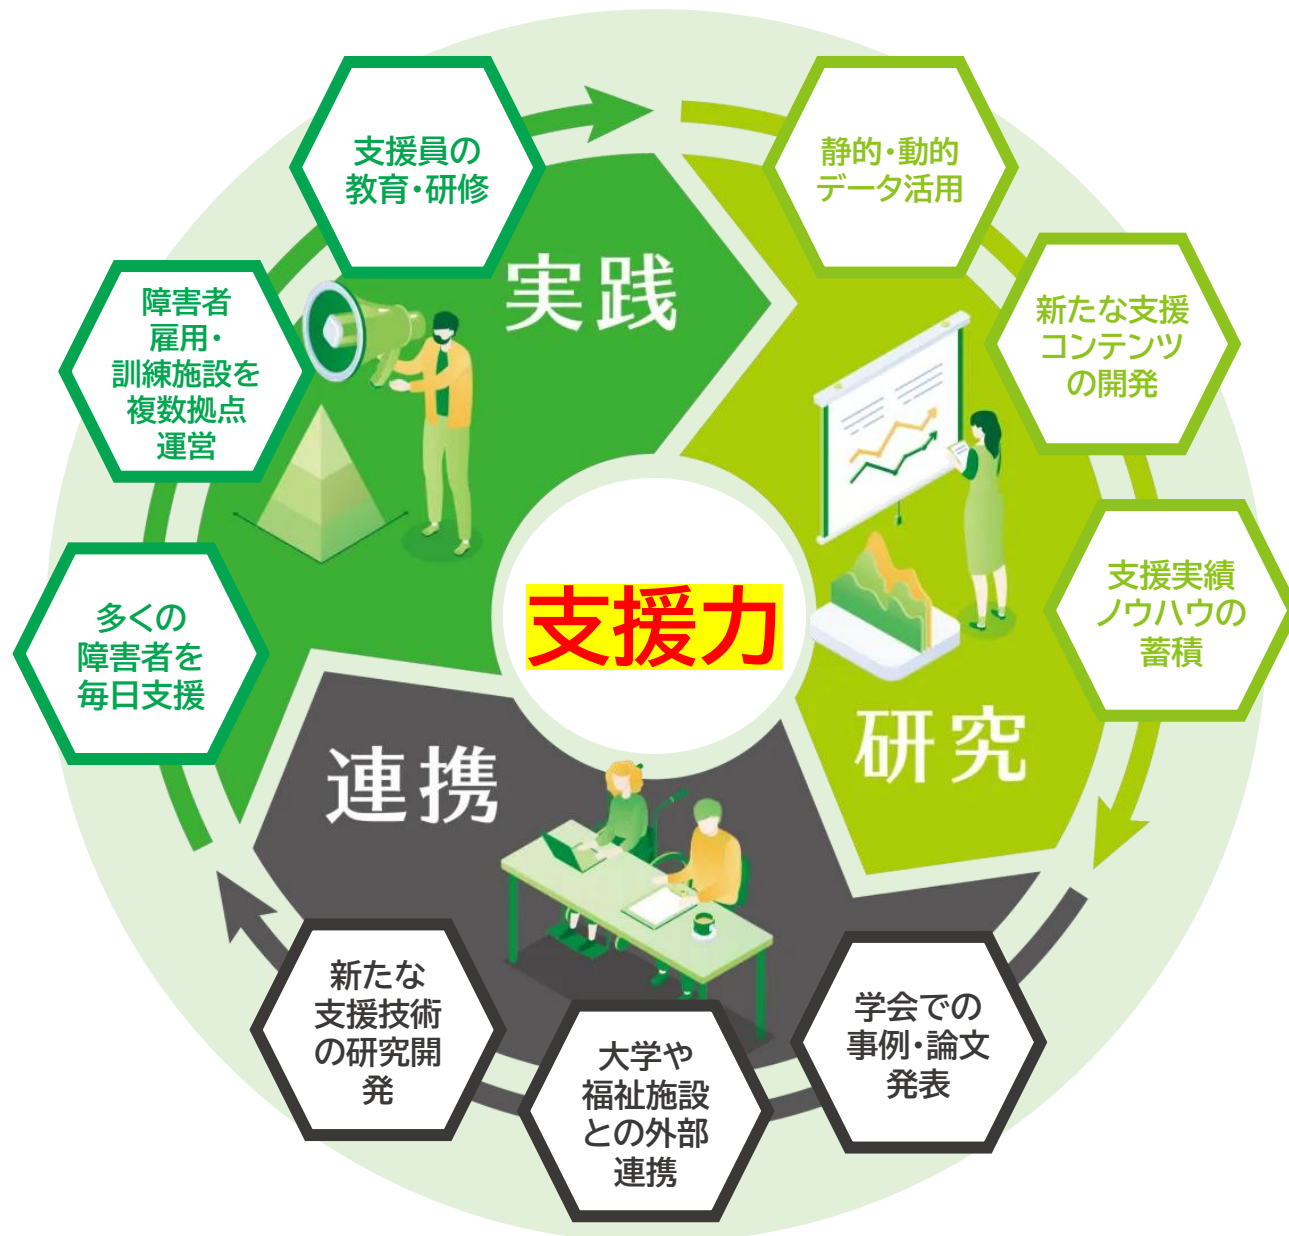 支援員の
教育・研修
静的・動的
データ活用
実践
障害者
雇用・
訓練施設を
複数拠点
運営
新たな支援
コンテンツ
の開発
支援力
支援実績
ノウハウの
蓄積
多くの
障害者を
毎日支援
研究
連携
新たな
支援技術
の研究開
発
大学や
福祉施設
との外部
連携
学会での
事例・論文
発表